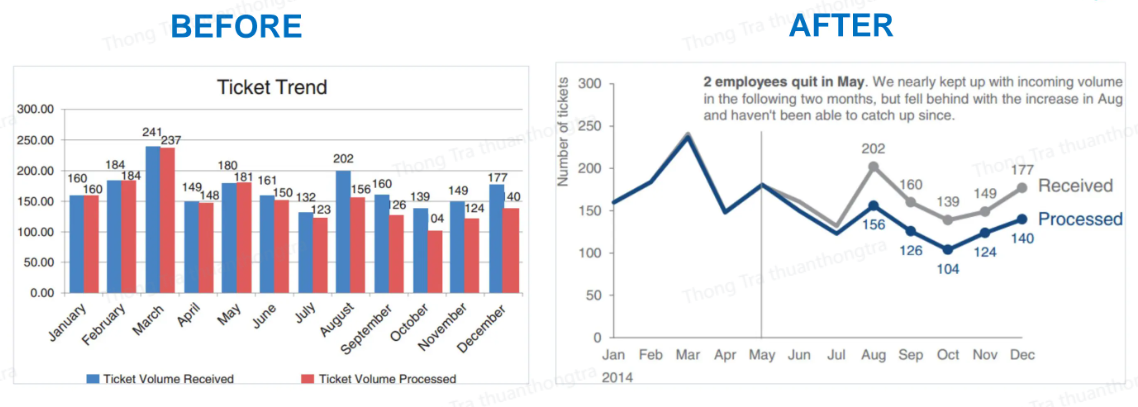 BEFORE
Ticket Trend
300.00
250.00
200.00
150.00
100.00
50.00
0.00
160 160 184 184 241 237 149 148 180 181 161 150 132 123 202 156 160 126 139 04 149 124 177 140
January February March April May June July August September October November December
Ticket Volume Received Ticket Volume Processed
AFTER
2 employees quit in May. We nearly kept up with incoming volume
in the following two months, but fell behind with the increase in Aug
and haven't been able to catch up since.
Number of tickets
300
250
200
150
100
50
0
202 160 139 149 177
Received
156 126 104 124 140
Processed
Jan Feb Mar Apr May Jun Jul Aug Sep Oct Nov Dec
2014
Thong Tra thuanthongtra